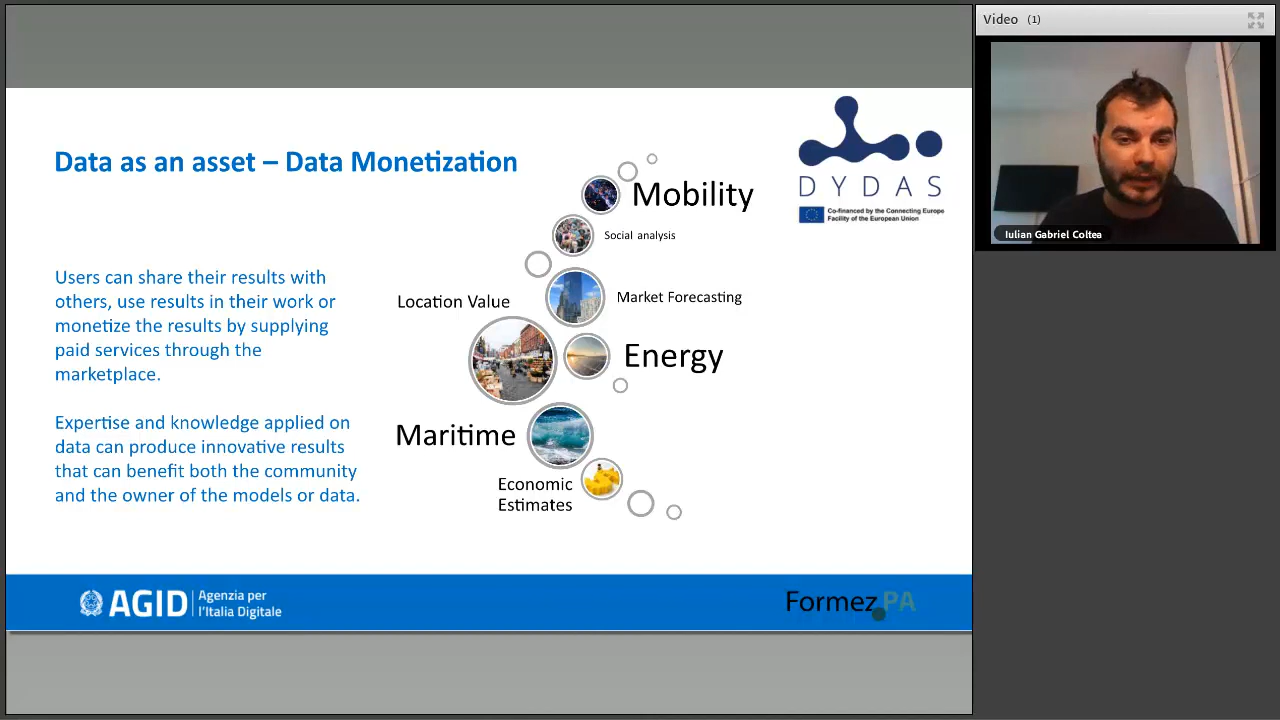 Video (1)
Iulian Gabriel Coltea
DYDAS
Co-financed by the Connecting Europe
Facility of the European Union
Data as an asset – Data Monetization
Users can share their results with
others, use results in their work or
monetize the results by supplying
paid services through the
marketplace.
Expertise and knowledge applied on
data can produce innovative results
that can benefit both the community
and the owner of the models or data.
Mobility
Social analysis
Location Value
Market Forecasting
Energy
Maritime
Economic
Estimates
AGID
Agenzia per
l'Italia Digitale
Formez PA